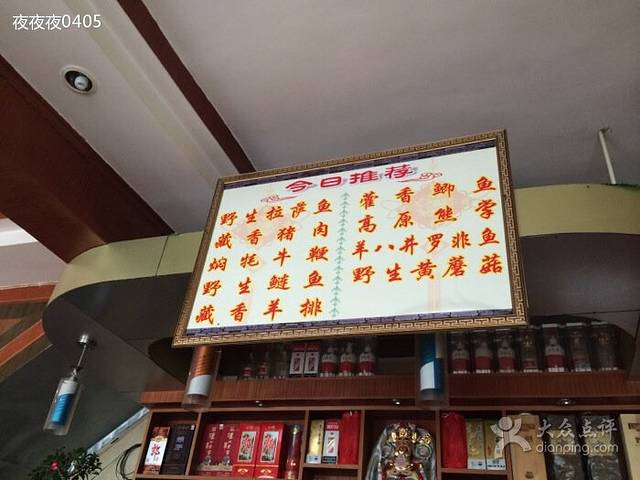 夜夜夜0405
今日推荐
野生拉萨鱼
藏香猪肉
焖牦牛鞭
野生鲢鱼
藏香羊排
藿香鲫鱼
高原熊掌
羊八井罗非鱼
野生黄蘑菇
大众点评
dianping.com